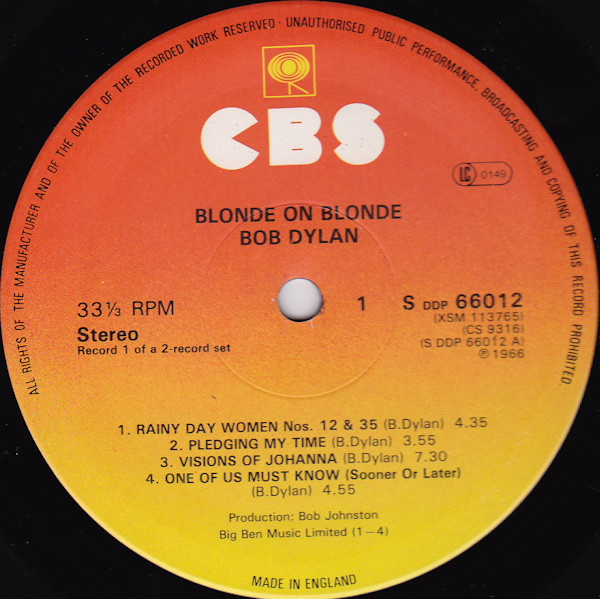 ALL RIGHTS OF THE MANUFACTURER AND OF THE OWNER OF THE RECORDED WORK RESERVED · UNAUTHORISED PUBLIC PERFORMANCE, BROADCASTING AND COPYING OF THIS RECORD PROHIBITED.
CBS
LC 0149
BLONDE ON BLONDE
BOB DYLAN
33⅓ RPM
Stereo
Record 1 of a 2-record set
1
S DDP 66012
(XSM 113765)
(CS 9316)
(S DDP 66012 A)
℗ 1966
1. RAINY DAY WOMEN Nos. 12 & 35 (B.Dylan) 4.35
2. PLEDGING MY TIME (B.Dylan) 3.55
3. VISIONS OF JOHANNA (B.Dylan) 7.30
4. ONE OF US MUST KNOW (Sooner Or Later)
(B.Dylan) 4.55
Production: Bob Johnston
Big Ben Music Limited (1—4)
MADE IN ENGLAND